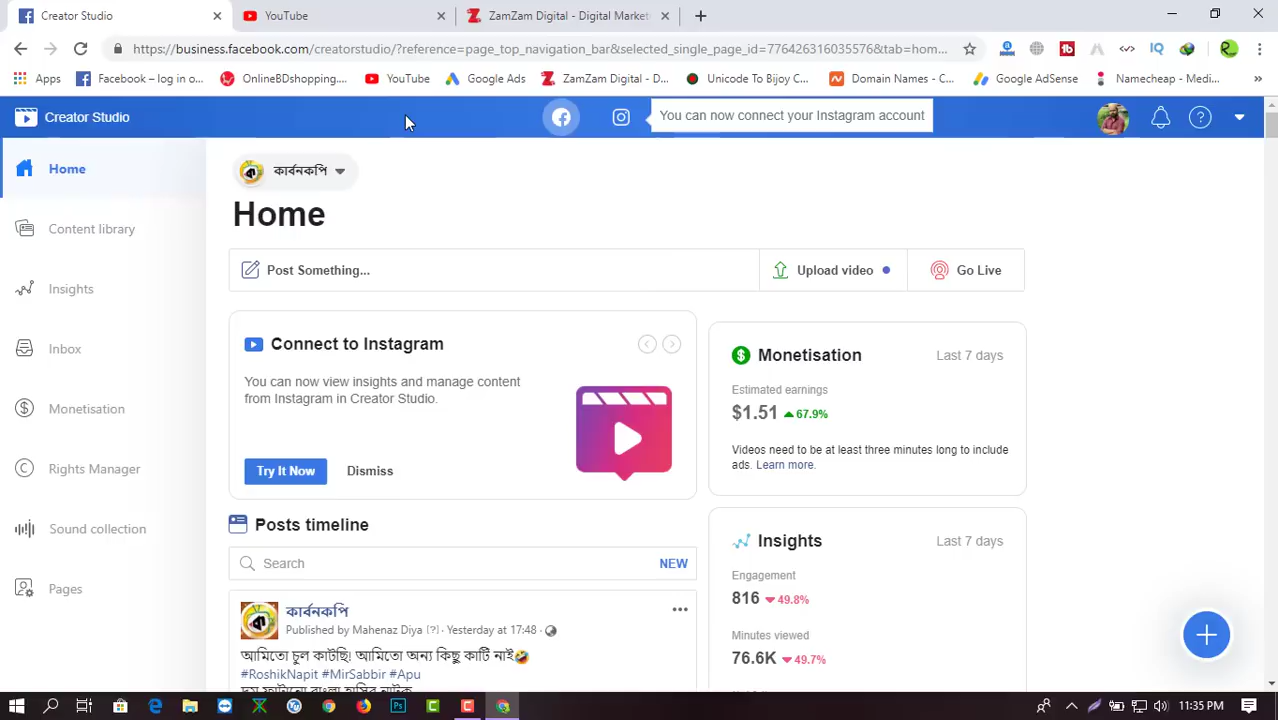 Creator Studio
YouTube
ZamZam Digital - Digital Market
https://business.facebook.com/creatorstudio/?reference=page_top_navigation_bar&selected_single_page_id=776426316035576&tab=hom...
Apps
Facebook – log in o...
OnlineBDshopping....
YouTube
Google Ads
ZamZam Digital - D...
Unicode To Bijoy C...
Domain Names - C...
Google AdSense
Namecheap - Medi...
Creator Studio
You can now connect your Instagram account
Home
Content library
Insights
Inbox
Monetisation
Rights Manager
Sound collection
Pages
কার্বনকপি
Home
Post Something...
Upload video
Go Live
Connect to Instagram
You can now view insights and manage content
from Instagram in Creator Studio.
Try It Now
Dismiss
Monetisation
Last 7 days
Estimated earnings
$1.51 67.9%
Videos need to be at least three minutes long to include
ads. Learn more.
Posts timeline
Search
NEW
কার্বনকপি
Published by Mahenaz Diya [?] · Yesterday at 17:48 ·
আমিতো চুল কাটছি! আমিতো অন্য কিছু কাটি নাই🤣
#RoshikNapit #MirSabbir #Apu
দম ফাটানো বাংলা হাসির নাটক
Insights
Last 7 days
Engagement
816 49.8%
Minutes viewed
76.6K 49.7%
11:35 PM